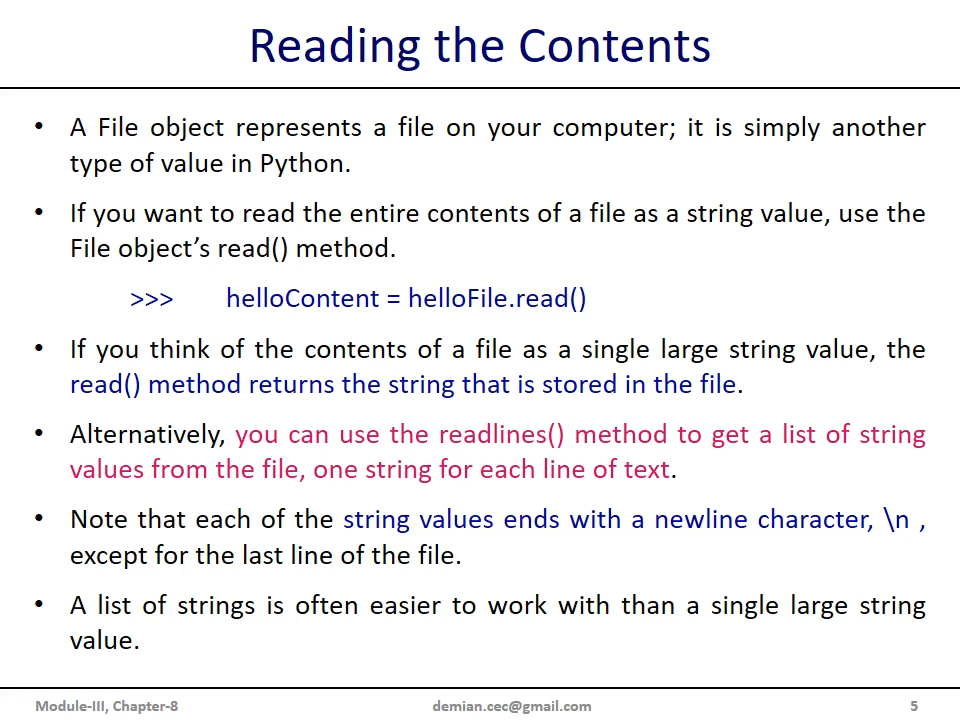 Reading the Contents
• A File object represents a file on your computer; it is simply another
type of value in Python.
• If you want to read the entire contents of a file as a string value, use the
File object’s read() method.
>>> helloContent = helloFile.read()
• If you think of the contents of a file as a single large string value, the
read() method returns the string that is stored in the file.
• Alternatively, you can use the readlines() method to get a list of string
values from the file, one string for each line of text.
• Note that each of the string values ends with a newline character, \n ,
except for the last line of the file.
• A list of strings is often easier to work with than a single large string
value.
Module-III, Chapter-8 demian.cec@gmail.com 5